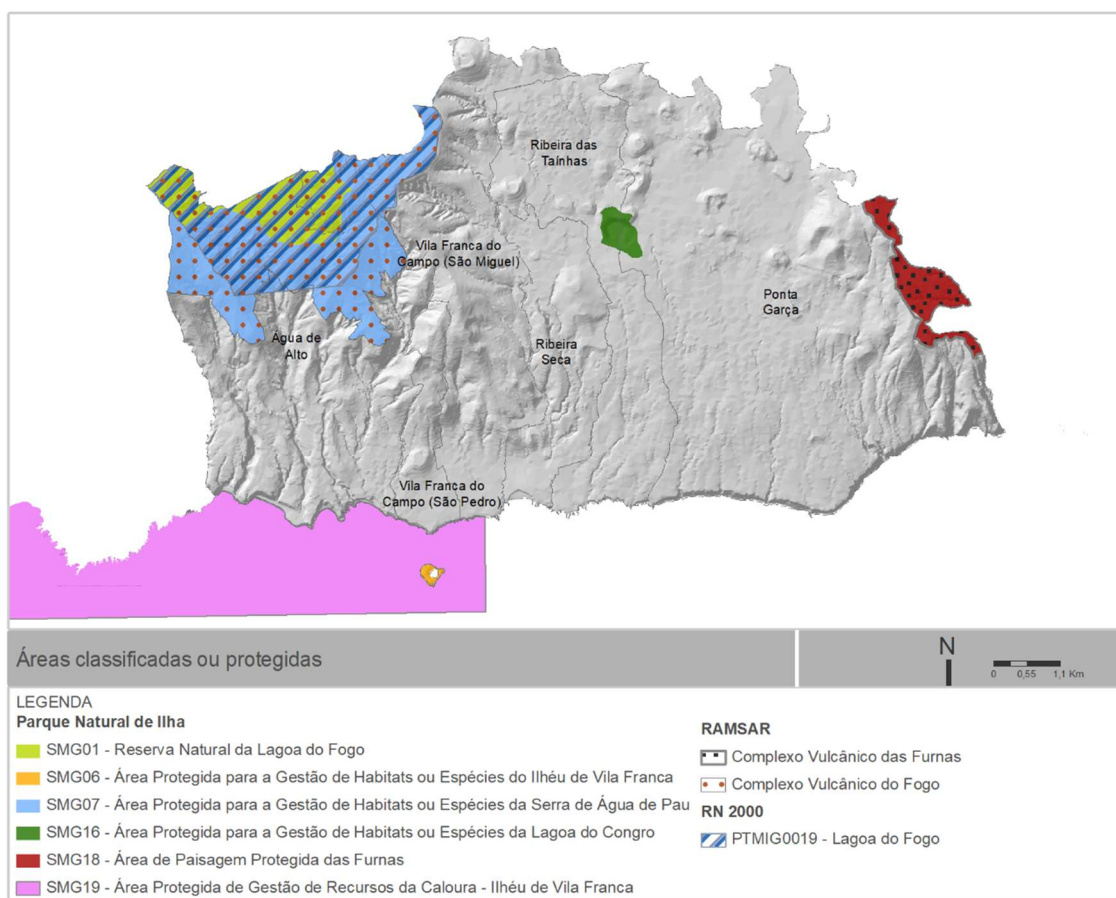 Ribeira das
Taínhas
Vila Franca do
Campo (São Miguel)
Ponta
Garça
Água de
Alto
Ribeira
Seca
Vila Franca do
Campo (São Pedro)
Áreas classificadas ou protegidas
N
0 0,55 1,1 Km
LEGENDA
Parque Natural de Ilha
SMG01 - Reserva Natural da Lagoa do Fogo
SMG06 - Área Protegida para a Gestão de Habitats ou Espécies do Ilhéu de Vila Franca
SMG07 - Área Protegida para a Gestão de Habitats ou Espécies da Serra de Água de Pau
SMG16 - Área Protegida para a Gestão de Habitats ou Espécies da Lagoa do Congro
SMG18 - Área de Paisagem Protegida das Furnas
SMG19 - Área Protegida de Gestão de Recursos da Caloura - Ilhéu de Vila Franca
RAMSAR
Complexo Vulcânico das Furnas
Complexo Vulcânico do Fogo
RN 2000
PTMIG0019 - Lagoa do Fogo